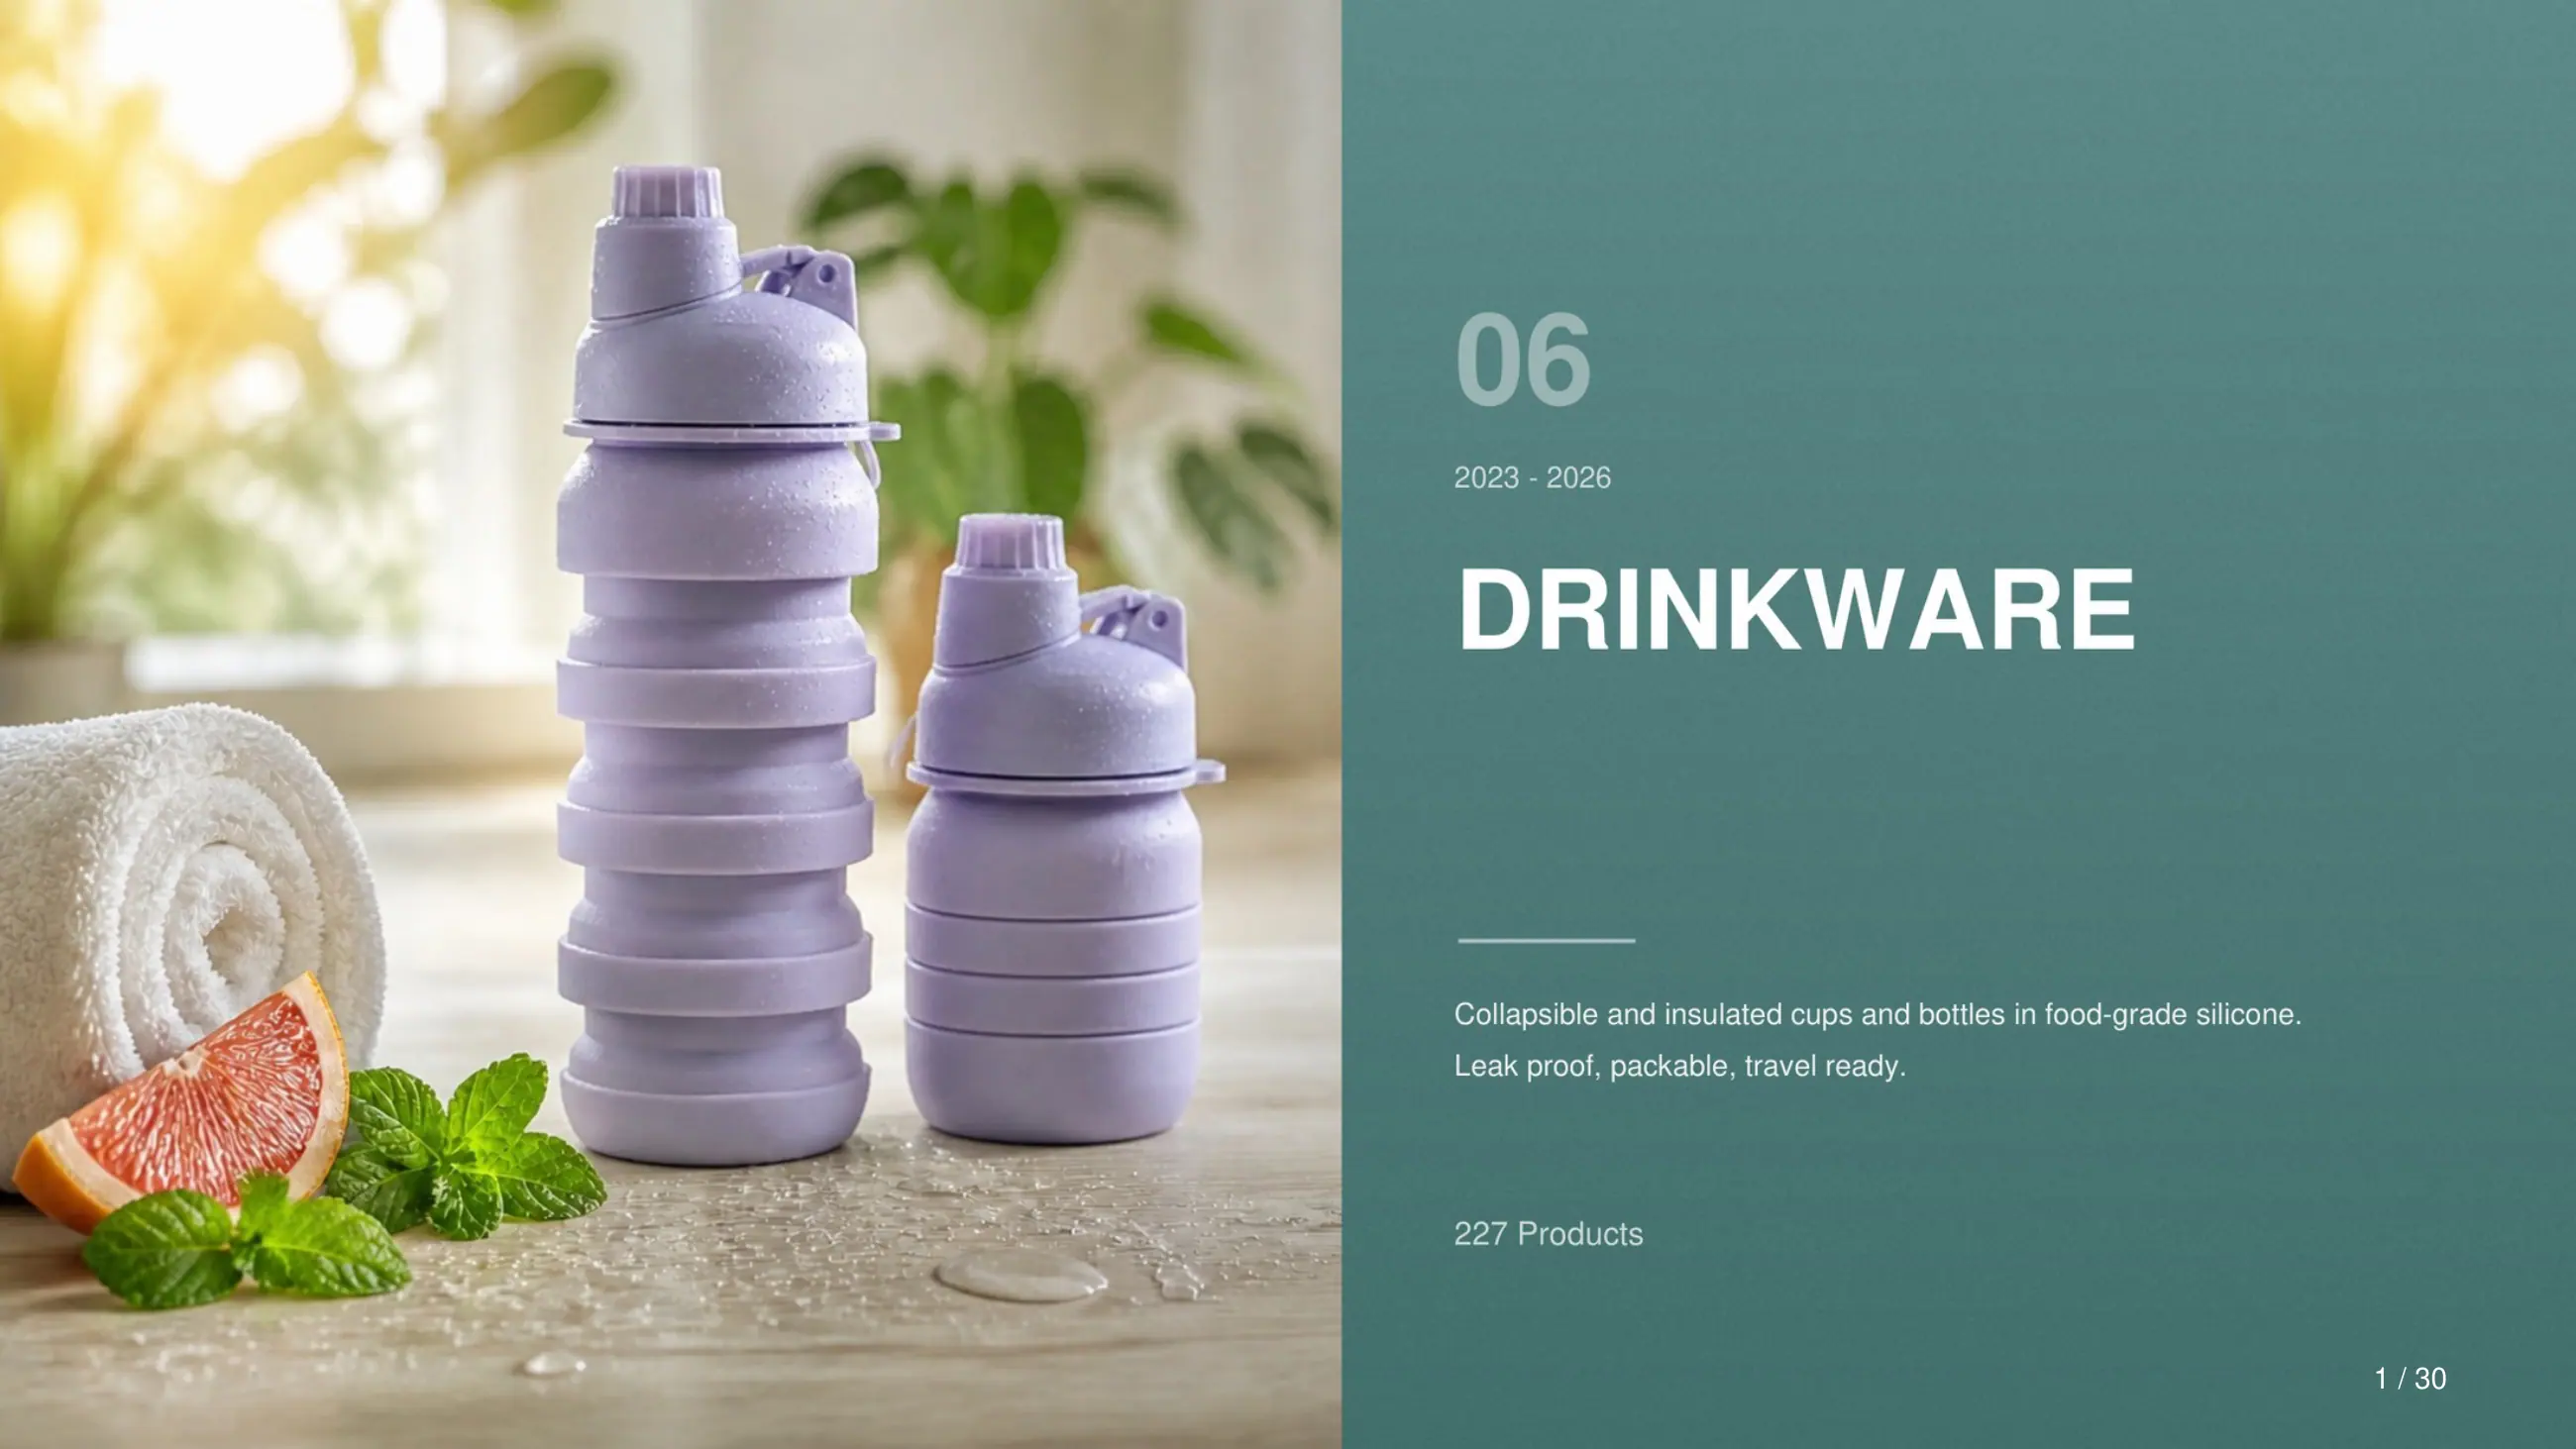 06
2023 - 2026
DRINKWARE
Collapsible and insulated cups and bottles in food-grade silicone.
Leak proof, packable, travel ready.
227 Products
1 / 30